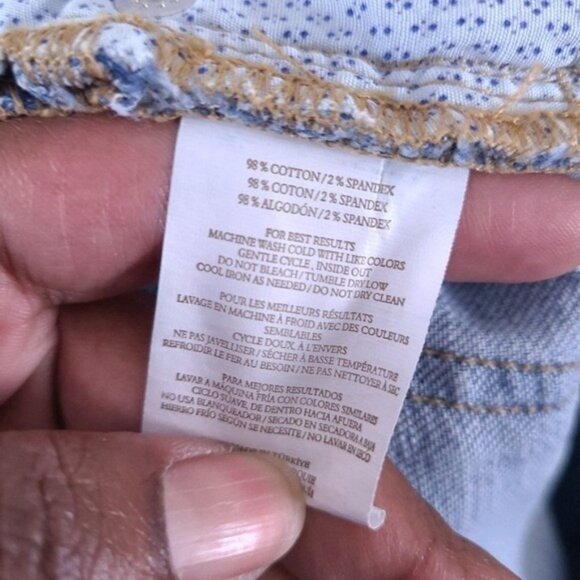 98 % COTTON / 2 % SPANDEX
98 % COTON / 2 % SPANDEX
98 % ALGODÓN / 2 % SPANDEX
FOR BEST RESULTS
MACHINE WASH COLD WITH LIKE COLORS
GENTLE CYCLE, INSIDE OUT
DO NOT BLEACH / TUMBLE DRY LOW
COOL IRON AS NEEDED / DO NOT DRY CLEAN
POUR LES MEILLEURS RÉSULTATS
LAVAGE EN MACHINE À FROID AVEC DES COULEURS
SEMBLABLES
CYCLE DOUX, À L'ENVERS
NE PAS JAVELLISER / SÉCHER À BASSE TEMPÉRATURE
REFROIDIR LE FER AU BESOIN / NE PAS NETTOYER À SEC
PARA MEJORES RESULTADOS
LAVAR A MÁQUINA FRÍA CON COLORES SIMILARES
CICLO SUAVE, DE DENTRO HACIA AFUERA
NO USA BLANQUEADOR / SECADO EN SECADORA A BAJA
HIERRO FRÍO SEGÚN SE NECESITE / NO LAVAR EN SECO
IN TÜRKİYE